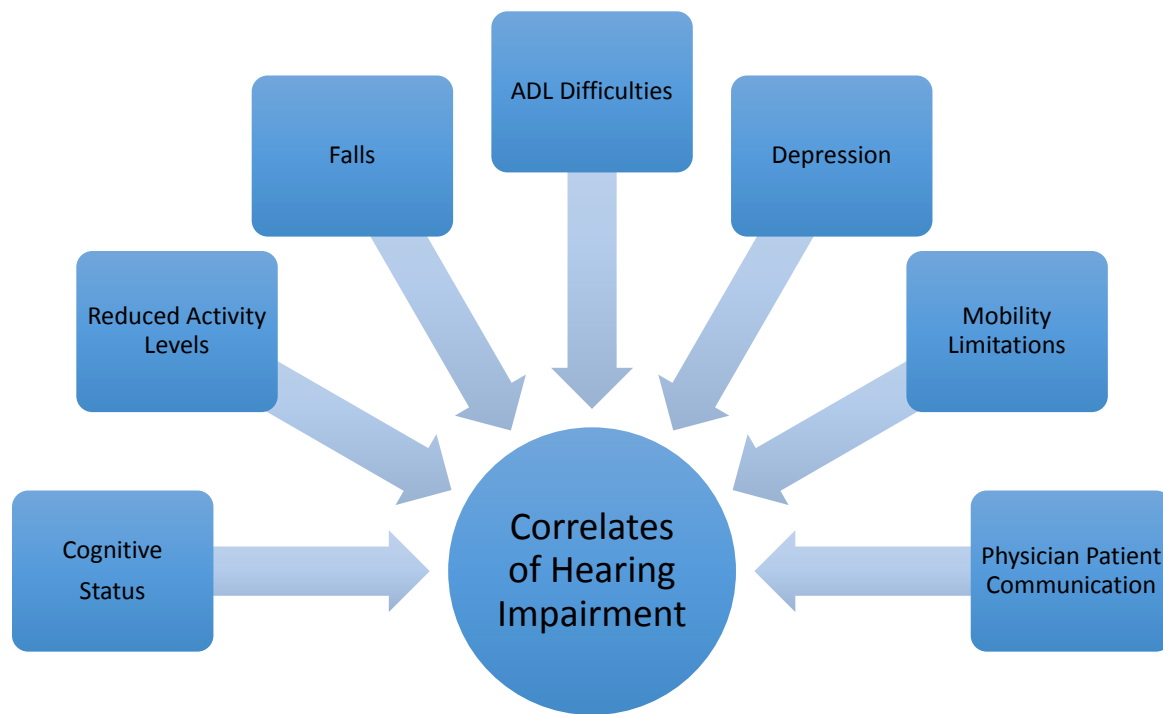 ADL Difficulties
Falls
Depression
Reduced Activity
Levels
Mobility
Limitations
Cognitive
Status
Physician Patient
Communication
Correlates
of Hearing
Impairment